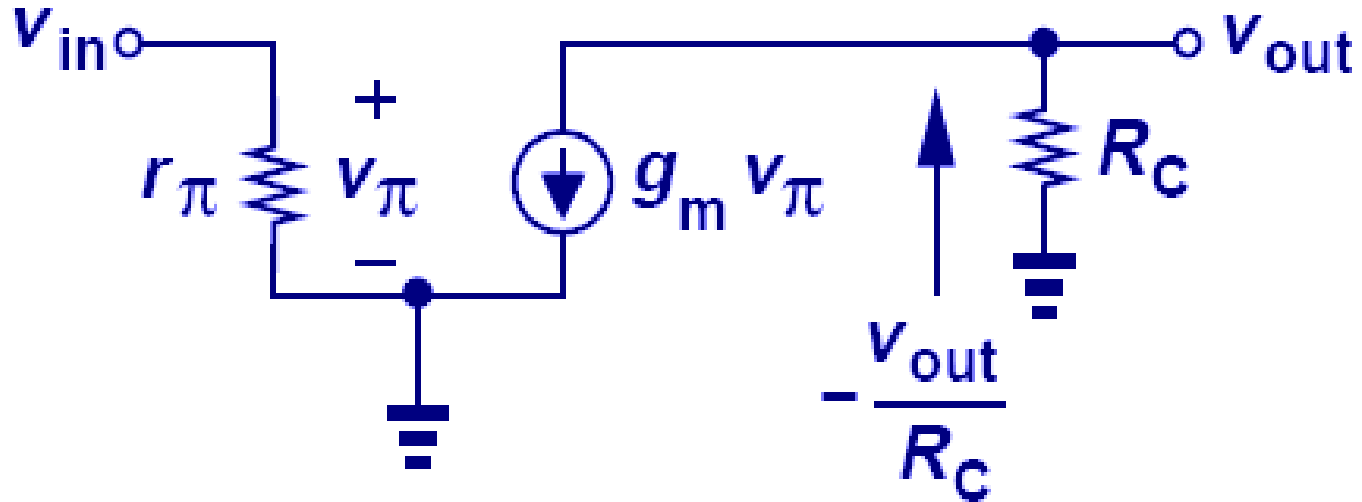 v_in
v_out
+
r_π
v_π
−
g_m v_π
R_C
− v_out / R_C